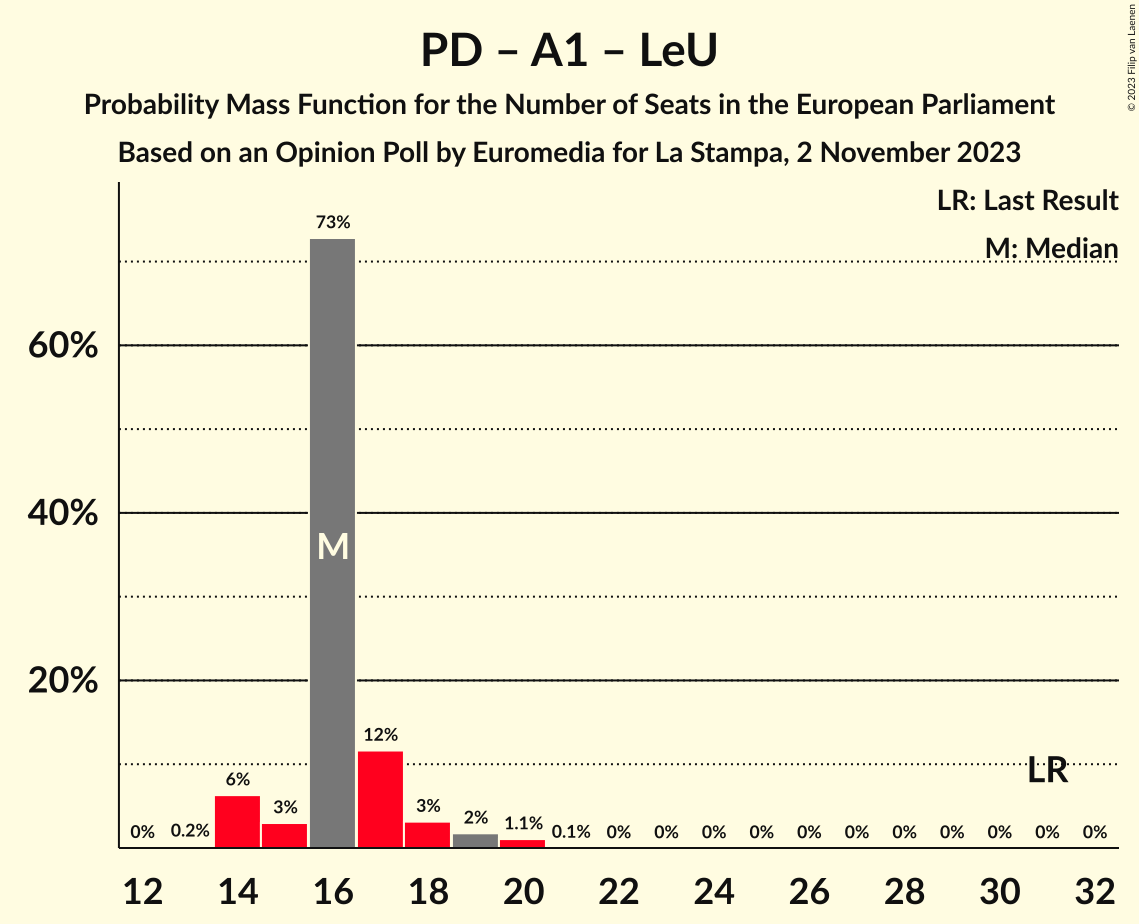 PD – A1 – LeU
Probability Mass Function for the Number of Seats in the European Parliament
Based on an Opinion Poll by Euromedia for La Stampa, 2 November 2023
© 2023 Filip van Laenen
LR: Last Result
M: Median
60%
40%
20%
0% 0.2% 6% 3% 73% 12% 3% 2% 1.1% 0.1% 0% 0% 0% 0% 0% 0% 0% 0% 0% 0% 0%
M
LR
12 14 16 18 20 22 24 26 28 30 32